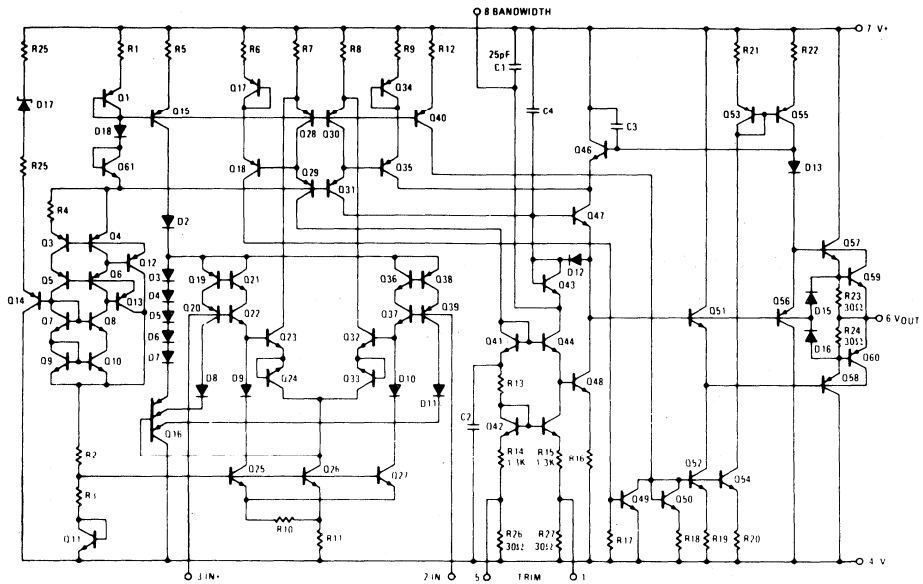 8 BANDWIDTH
7 V+
R25
R1
R5
R6
R7
R8
R9
R12
25pF
C1
R21
R22
D17
Q1
Q15
Q17
Q34
C4
C3
Q53
Q55
D18
Q28
Q30
Q40
Q46
R25
Q61
Q18
Q29
Q31
Q35
D13
R4
Q47
Q3
Q4
D2
Q57
Q12
D12
Q59
Q5
Q6
D3
Q19
Q21
Q36
Q38
Q43
R23
30Ω
Q14
Q13
D4
Q20
Q22
Q37
Q39
D15
Q51
Q56
6 VOUT
Q7
Q8
D5
D6
Q23
Q32
Q41
Q44
D16
R24
30Ω
Q60
Q9
Q10
D7
Q24
Q33
Q58
D8
D9
D10
D11
R13
Q48
C2
Q16
Q42
R2
R14
1.3K
R15
1.3K
R16
Q25
Q26
Q27
Q52
Q54
R3
Q49
Q50
Q11
R10
R11
R26
30Ω
R27
30Ω
R17
R18
R19
R20
4 V
3 IN+
2 IN
5
TRIM
1